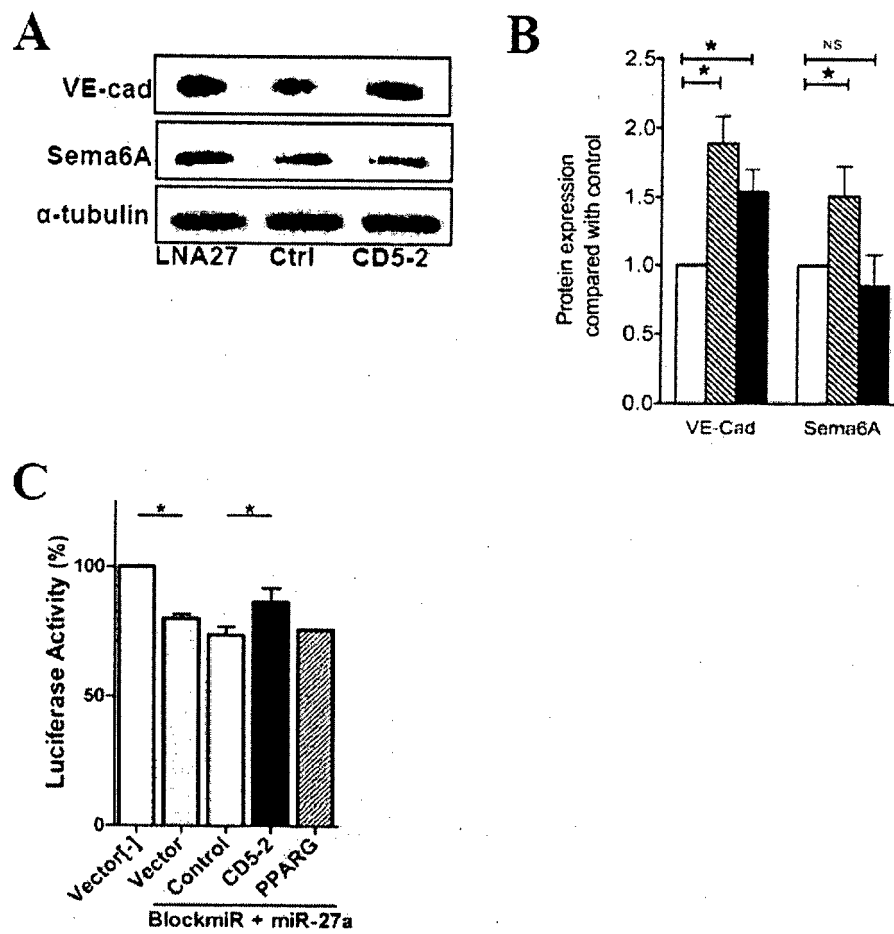 A
VE-cad
Sema6A
α-tubulin
LNA27 Ctrl CD5-2
B
Protein expression
compared with control
2.5
2.0
1.5
1.0
0.5
0.0
* * NS *
VE-Cad Sema6A
C
Luciferase Activity (%)
* *
100
50
0
Vector[-] Vector Control CD5-2 PPARG
BlockmiR + miR-27a